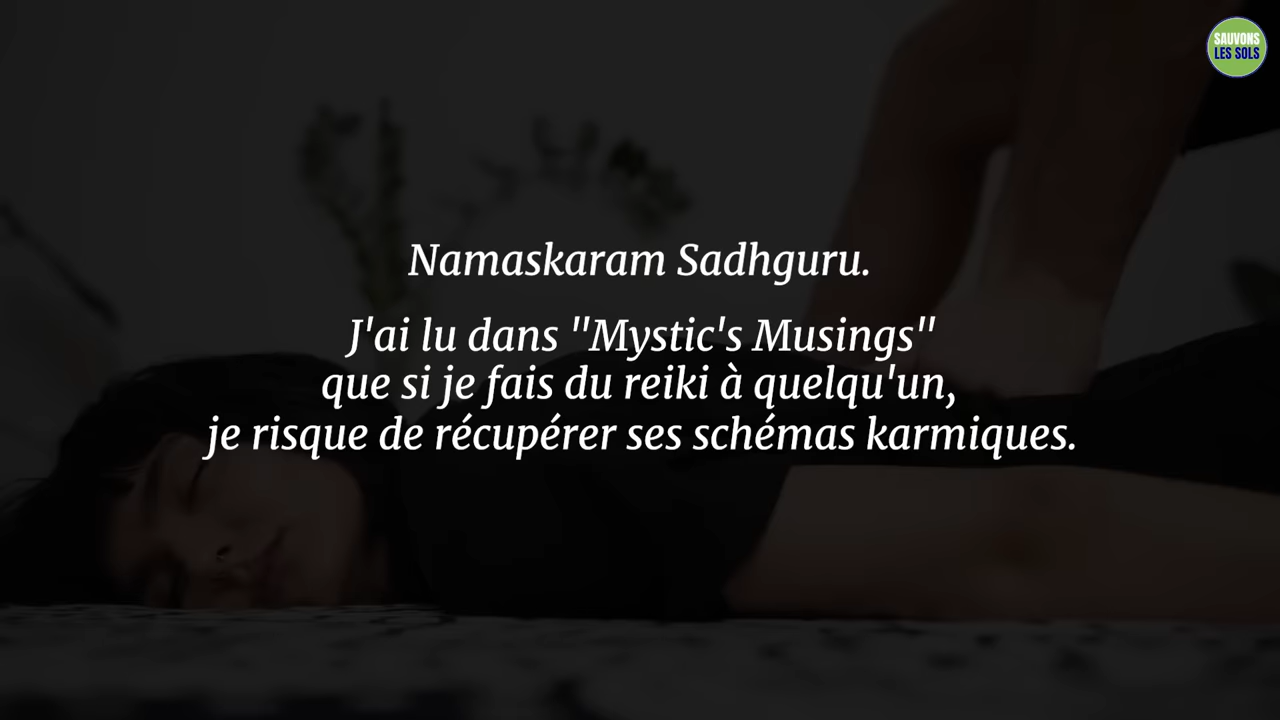 SAUVONS
LES SOLS
Namaskaram Sadhguru.
J'ai lu dans "Mystic's Musings"
que si je fais du reiki à quelqu'un,
je risque de récupérer ses schémas karmiques.